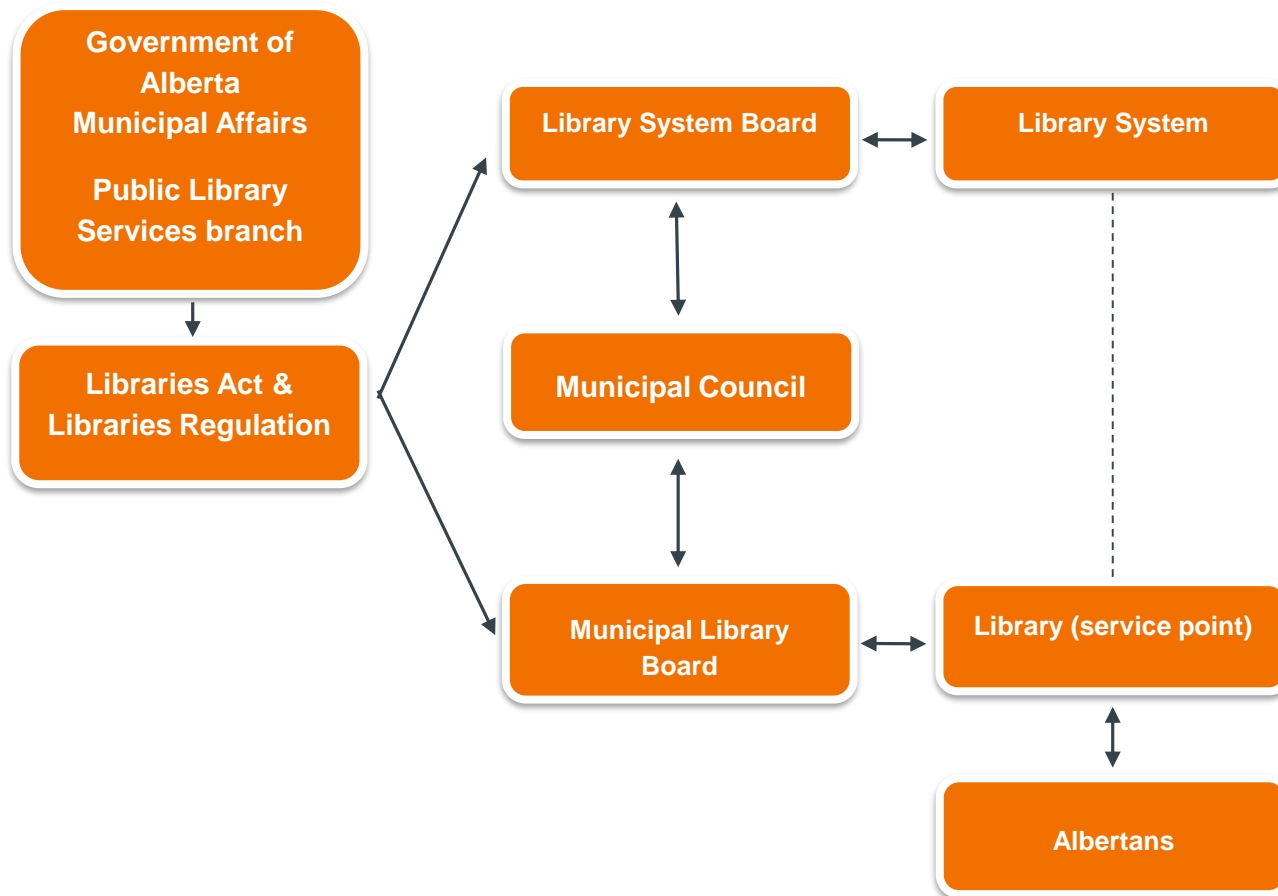 Government of
Alberta
Municipal Affairs
Public Library
Services branch
Libraries Act &
Libraries Regulation
Library System Board
Library System
Municipal Council
Municipal Library
Board
Library (service point)
Albertans